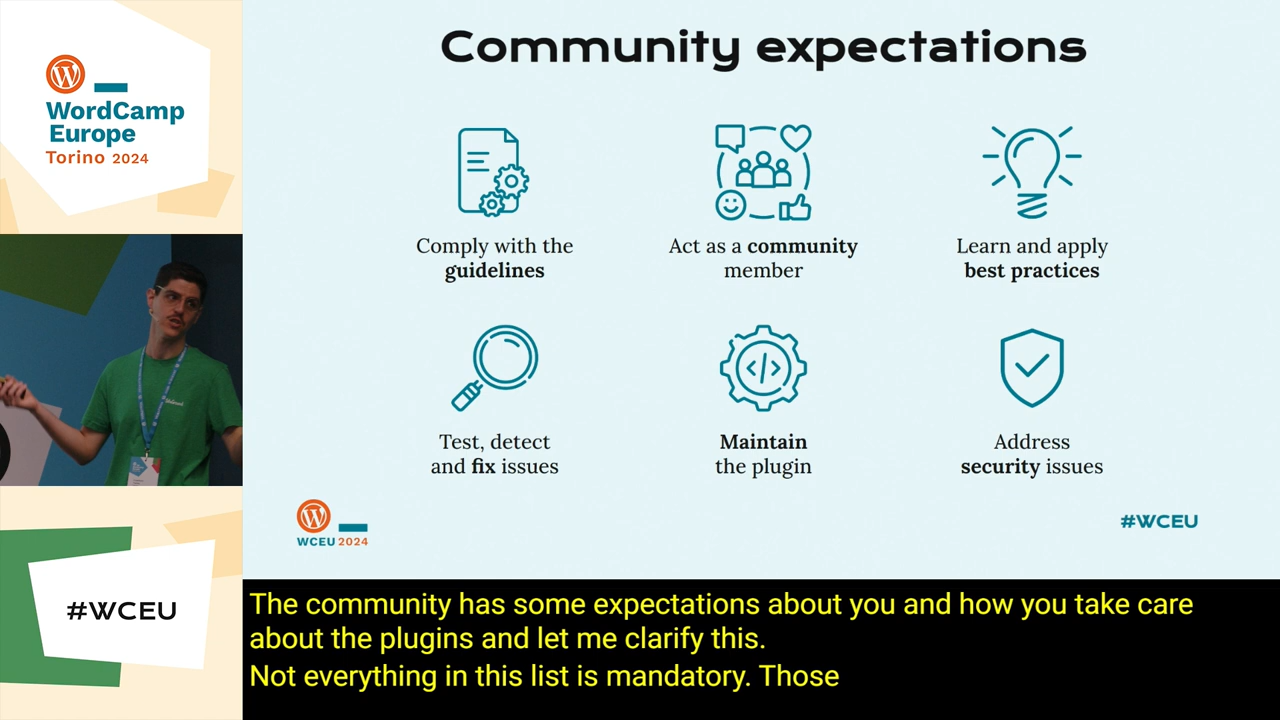 WordCamp
Europe
Torino 2024
#WCEU
Community expectations
Comply with the
guidelines
Act as a community
member
Learn and apply
best practices
Test, detect
and fix issues
Maintain
the plugin
Address
security issues
WCEU 2024
#WCEU
The community has some expectations about you and how you take care
about the plugins and let me clarify this.
Not everything in this list is mandatory. Those